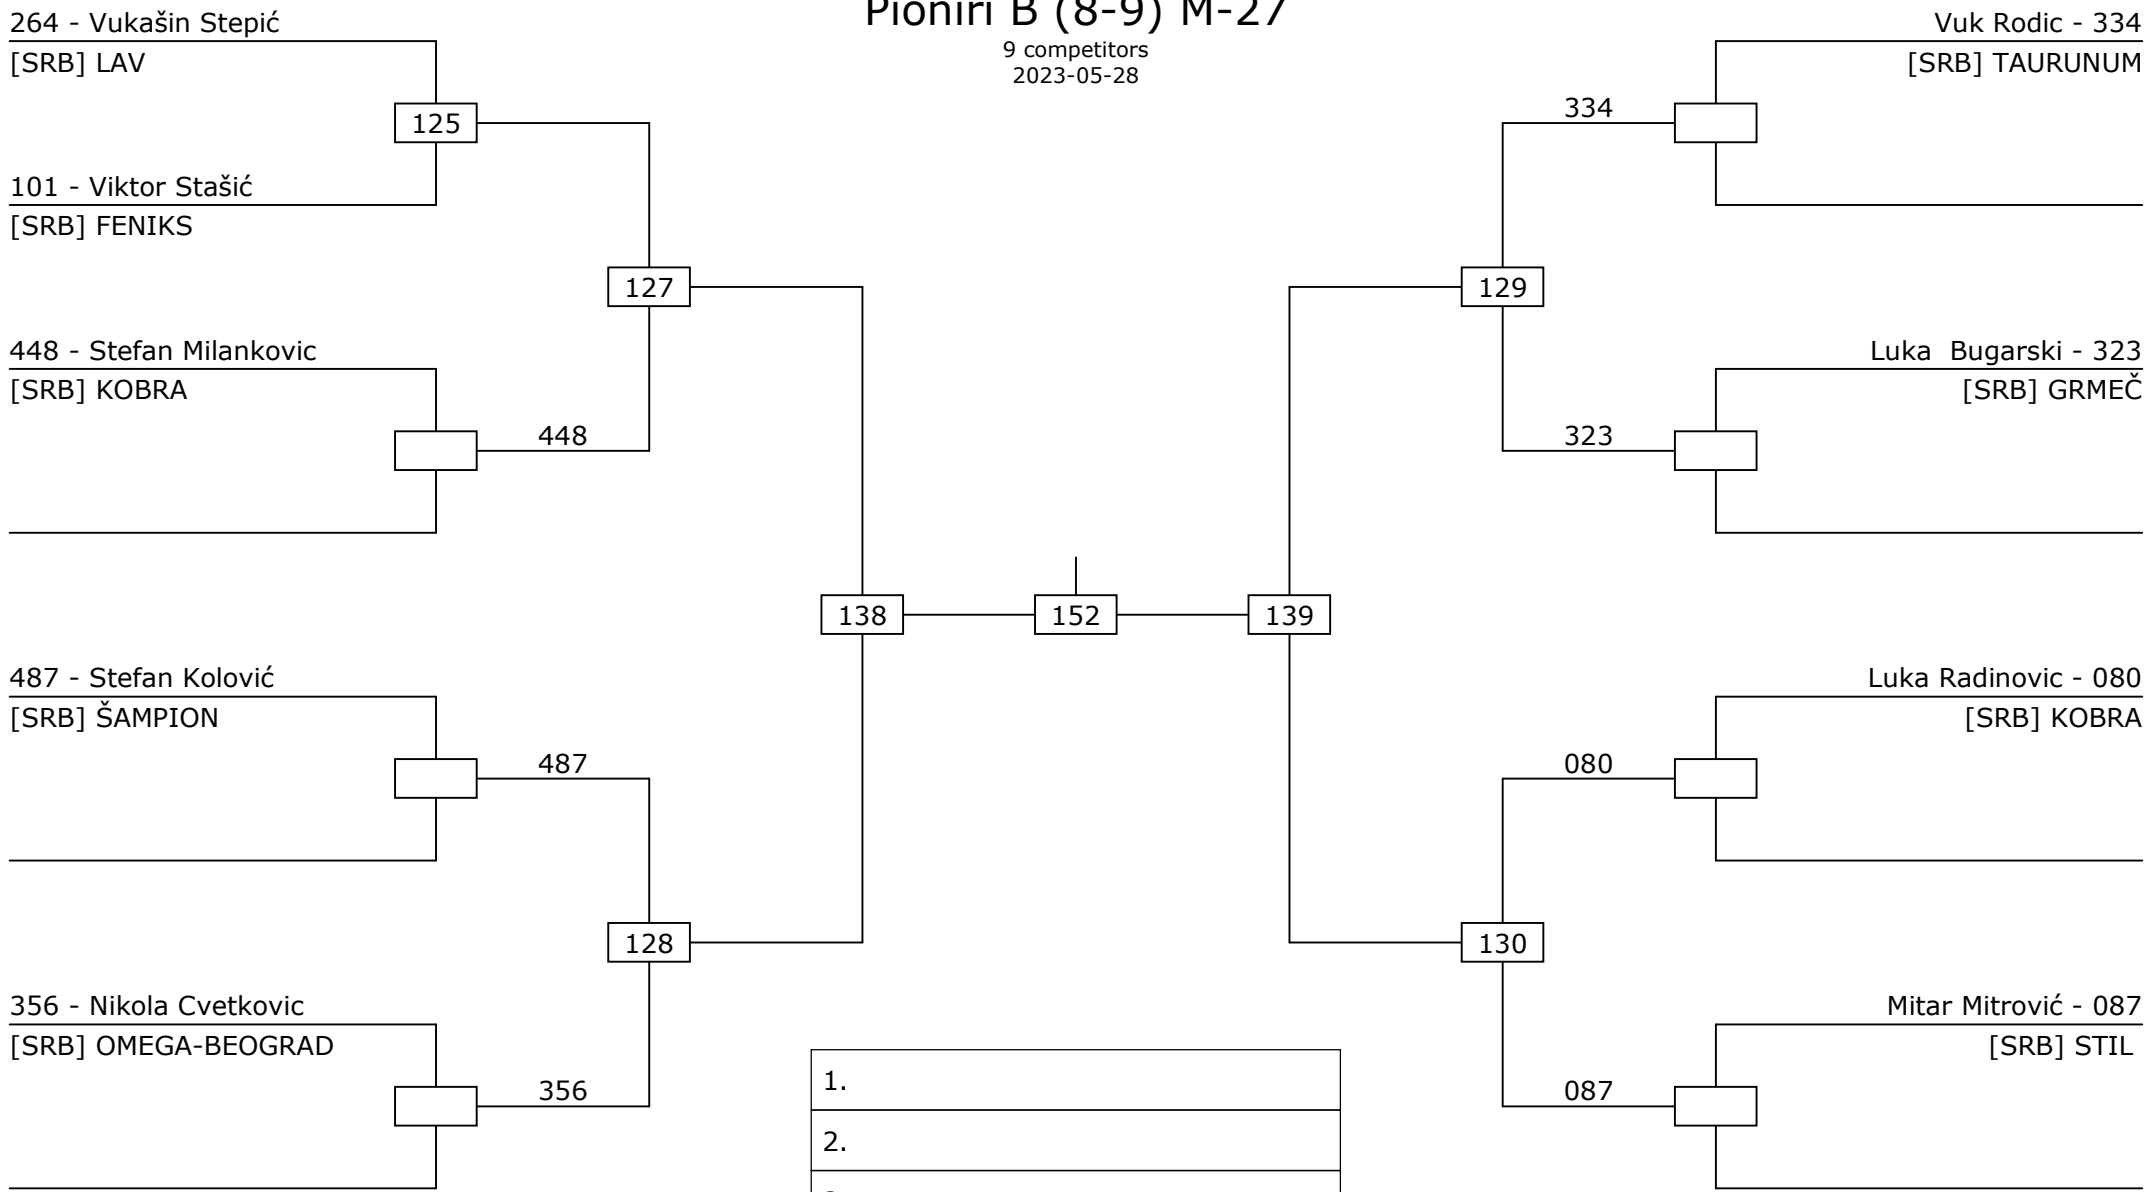 Pioniri B (8-9) M-27
9 competitors
2023-05-28
264 - Vukašin Stepić
[SRB] LAV
125
101 - Viktor Stašić
[SRB] FENIKS
127
448 - Stefan Milankovic
[SRB] KOBRA
448
138
487 - Stefan Kolović
[SRB] ŠAMPION
487
128
356 - Nikola Cvetkovic
[SRB] OMEGA-BEOGRAD
356
152
Vuk Rodic - 334
[SRB] TAURUNUM
334
129
Luka  Bugarski - 323
[SRB] GRMEČ
323
139
Luka Radinovic - 080
[SRB] KOBRA
080
130
Mitar Mitrović - 087
[SRB] STIL
087
1.
2.